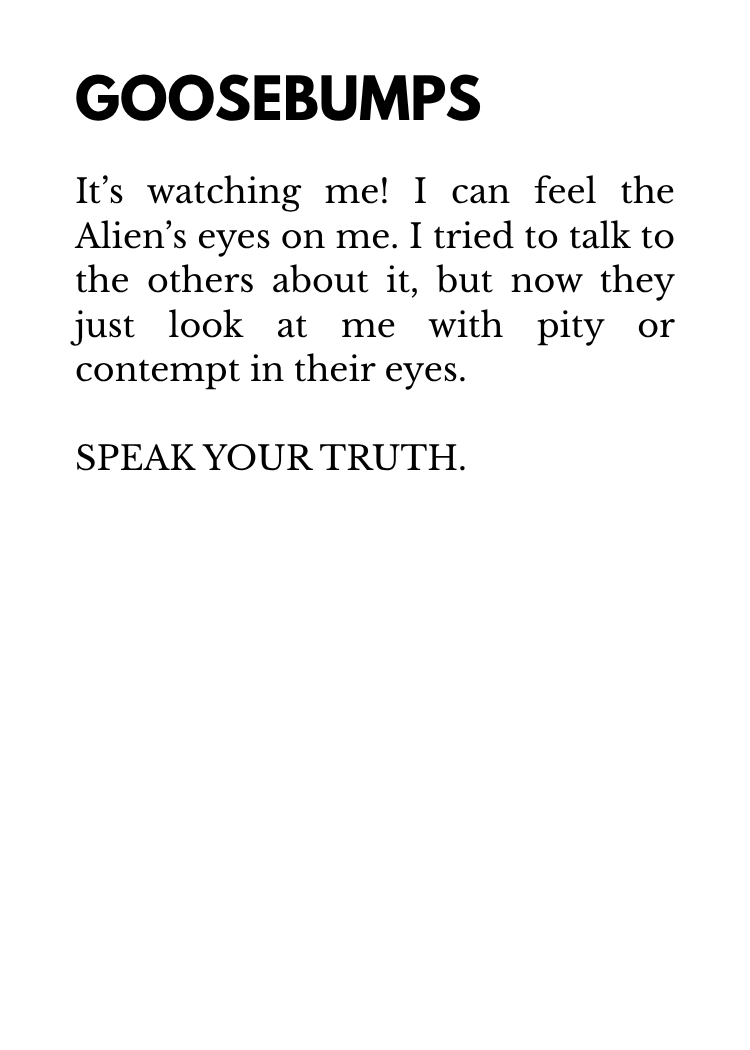 GOOSEBUMPS
It’s watching me! I can feel the
Alien’s eyes on me. I tried to talk to
the others about it, but now they
just look at me with pity or
contempt in their eyes.
SPEAK YOUR TRUTH.